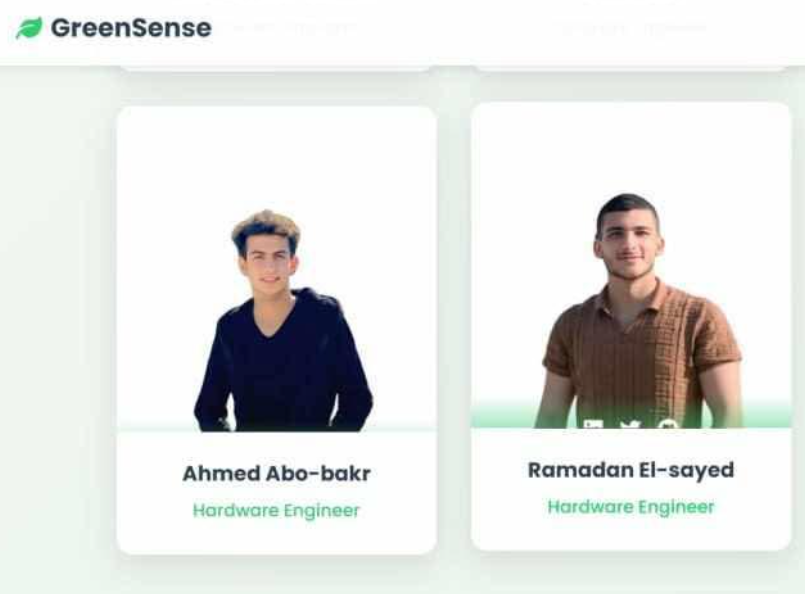 GreenSense
Ahmed Abo-bakr
Hardware Engineer
Ramadan El-sayed
Hardware Engineer